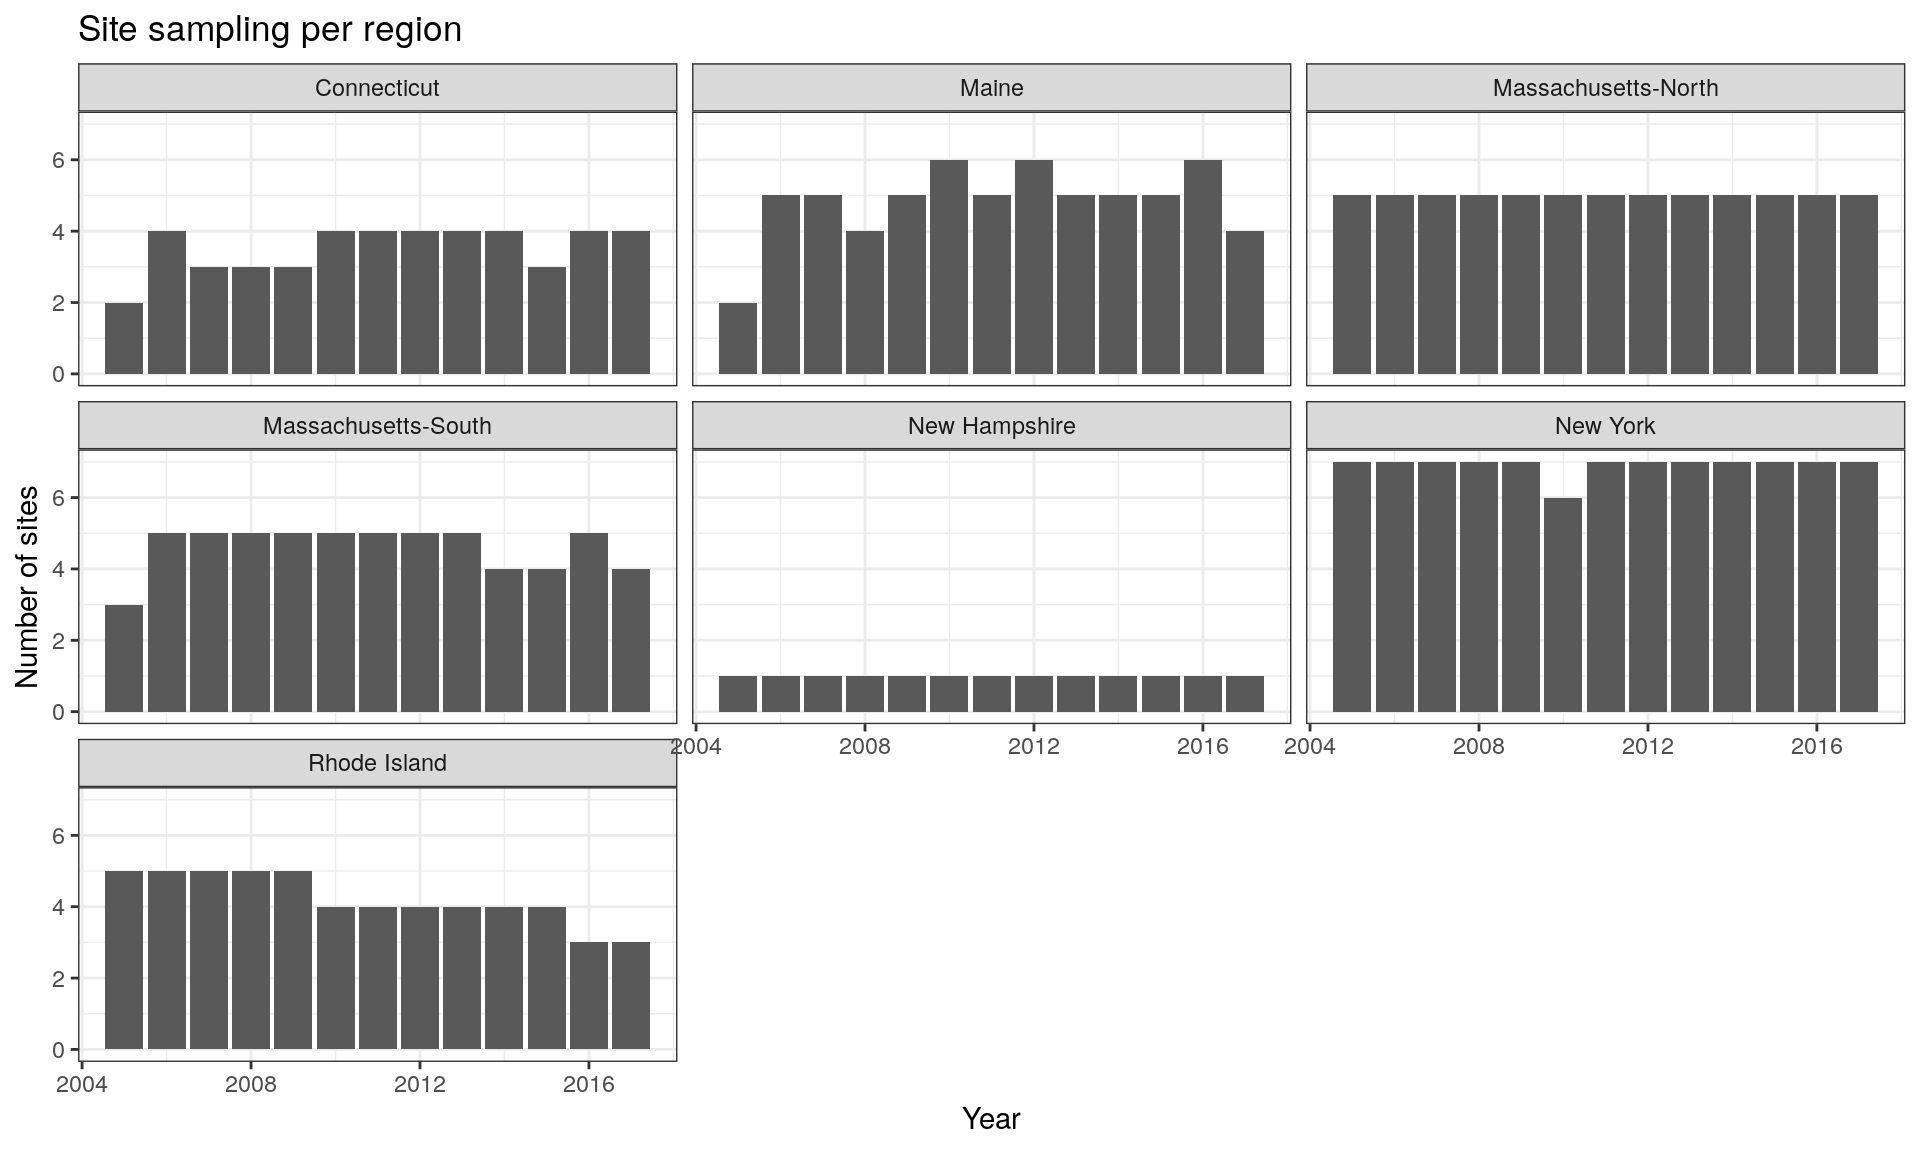 Site sampling per region
Connecticut
Maine
Massachusetts-North
6
4
2
0
Massachusetts-South
New Hampshire
New York
Number of sites
6
4
2
0
2004 2008 2012 2016
2004 2008 2012 2016
Rhode Island
6
4
2
0
2004 2008 2012 2016
Year